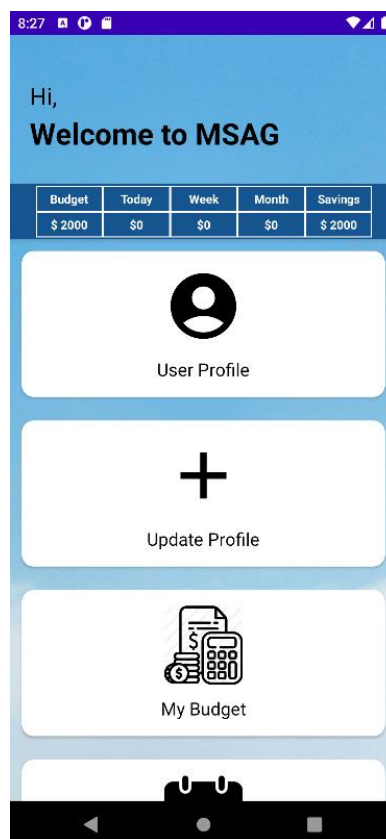 8:27
Hi,
Welcome to MSAG
Budget Today Week Month Savings
$ 2000 $0 $0 $0 $ 2000
User Profile
Update Profile
$
$
My Budget